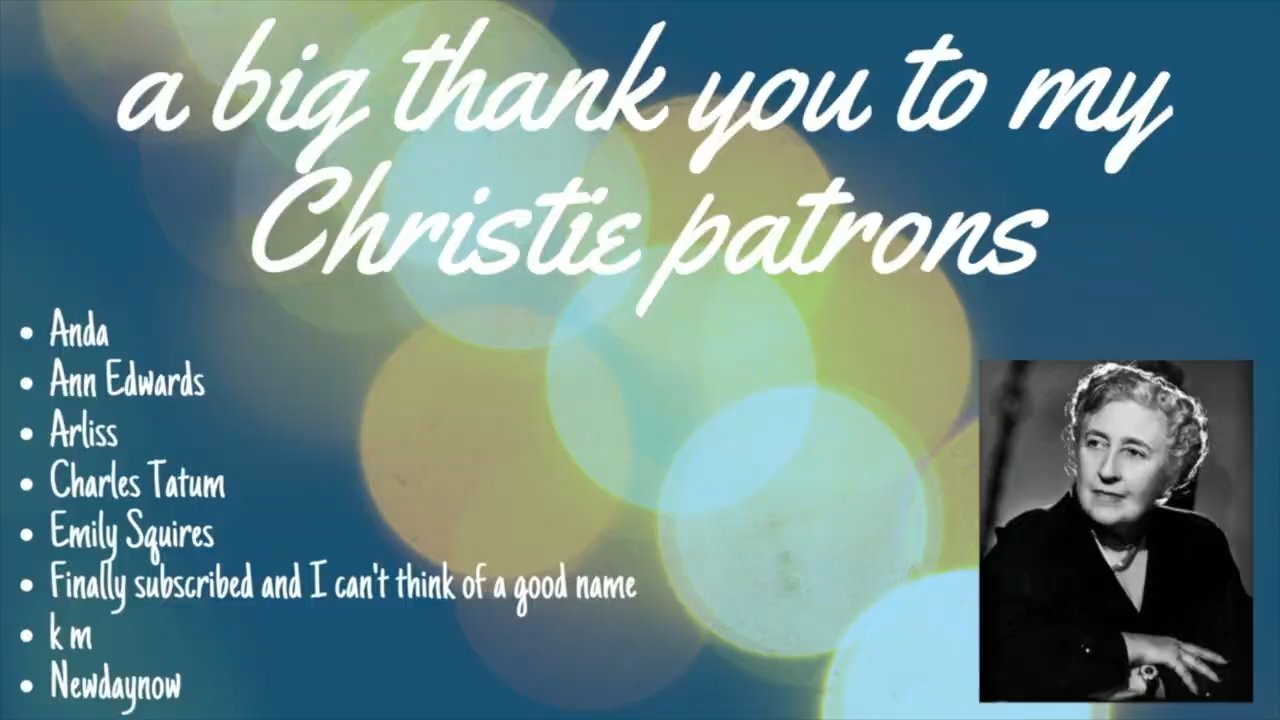 a big thank you to my
Christie patrons
• Anda
• Ann Edwards
• Arliss
• Charles Tatum
• Emily Squires
• Finally subscribed and I can't think of a good name
• k m
• Newdaynow